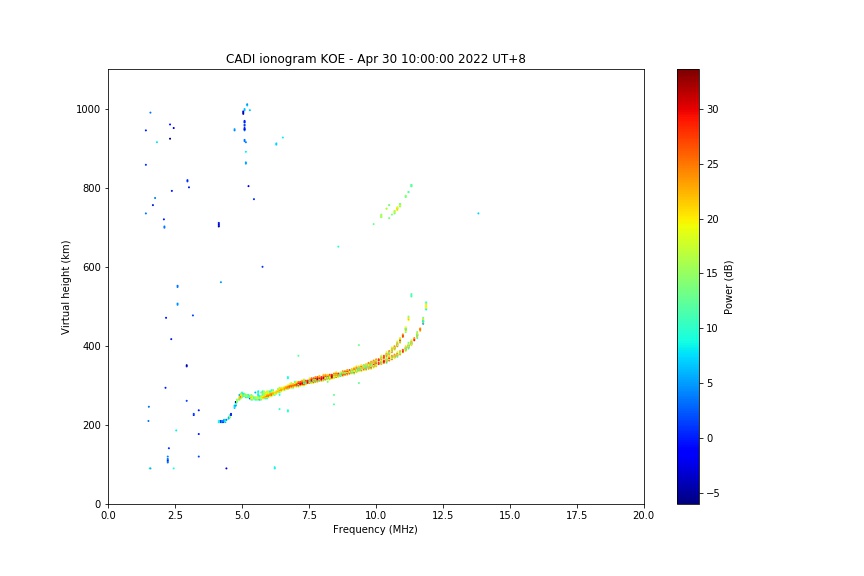 CADI ionogram KOE - Apr 30 10:00:00 2022 UT+8
1000
800
600
400
200
0
Virtual height (km)
0.0 2.5 5.0 7.5 10.0 12.5 15.0 17.5 20.0
Frequency (MHz)
30
25
20
15
10
5
0
−5
Power (dB)